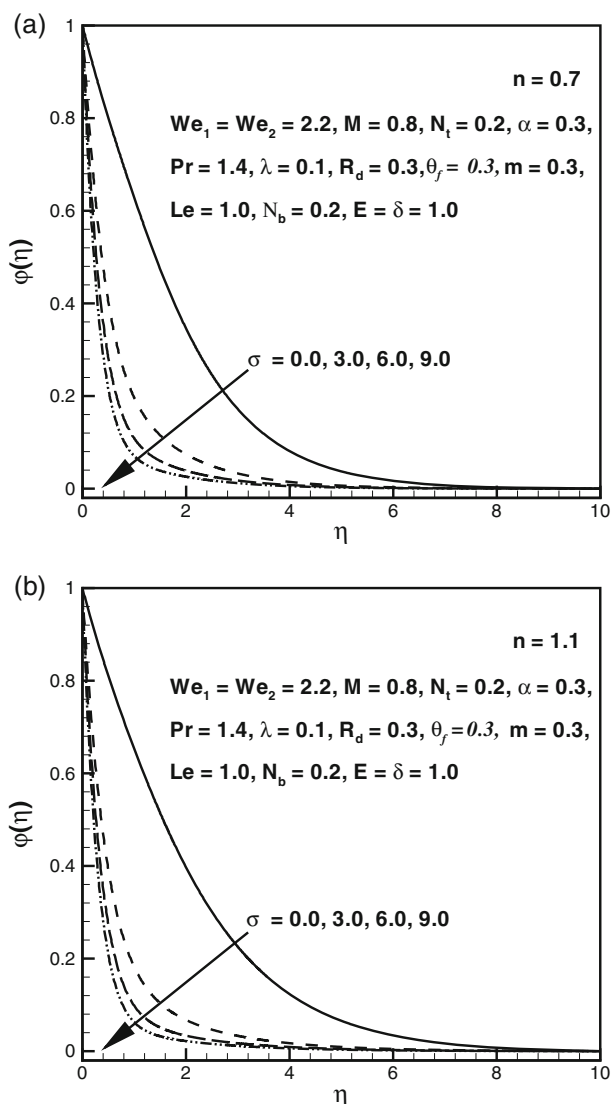 (a)
1
0.8
0.6
0.4
0.2
0
φ(η)
n = 0.7
We₁ = We₂ = 2.2, M = 0.8, Nₜ = 0.2, α = 0.3,
Pr = 1.4, λ = 0.1, R_d = 0.3, θ_f = 0.3, m = 0.3,
Le = 1.0, N_b = 0.2, E = δ = 1.0
σ = 0.0, 3.0, 6.0, 9.0
0 2 4 6 8 10
η
(b)
1
0.8
0.6
0.4
0.2
0
φ(η)
n = 1.1
We₁ = We₂ = 2.2, M = 0.8, Nₜ = 0.2, α = 0.3,
Pr = 1.4, λ = 0.1, R_d = 0.3, θ_f = 0.3, m = 0.3,
Le = 1.0, N_b = 0.2, E = δ = 1.0
σ = 0.0, 3.0, 6.0, 9.0
0 2 4 6 8 10
η